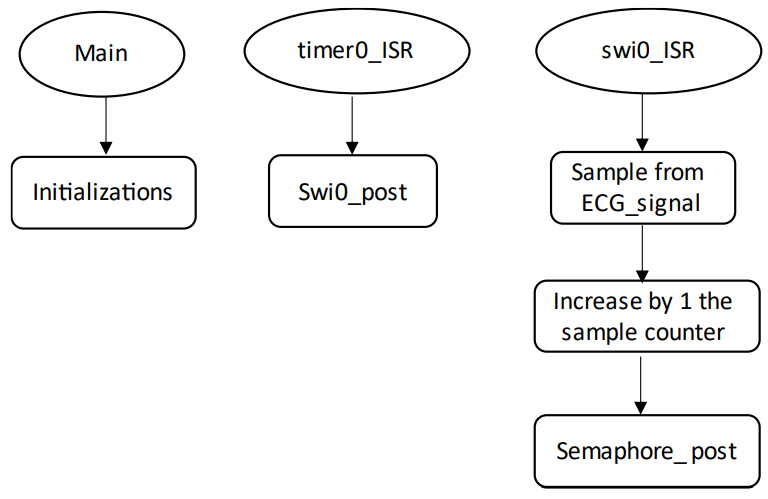 Main
Initializations
timer0_ISR
Swi0_post
swi0_ISR
Sample from
ECG_signal
Increase by 1 the
sample counter
Semaphore_ post